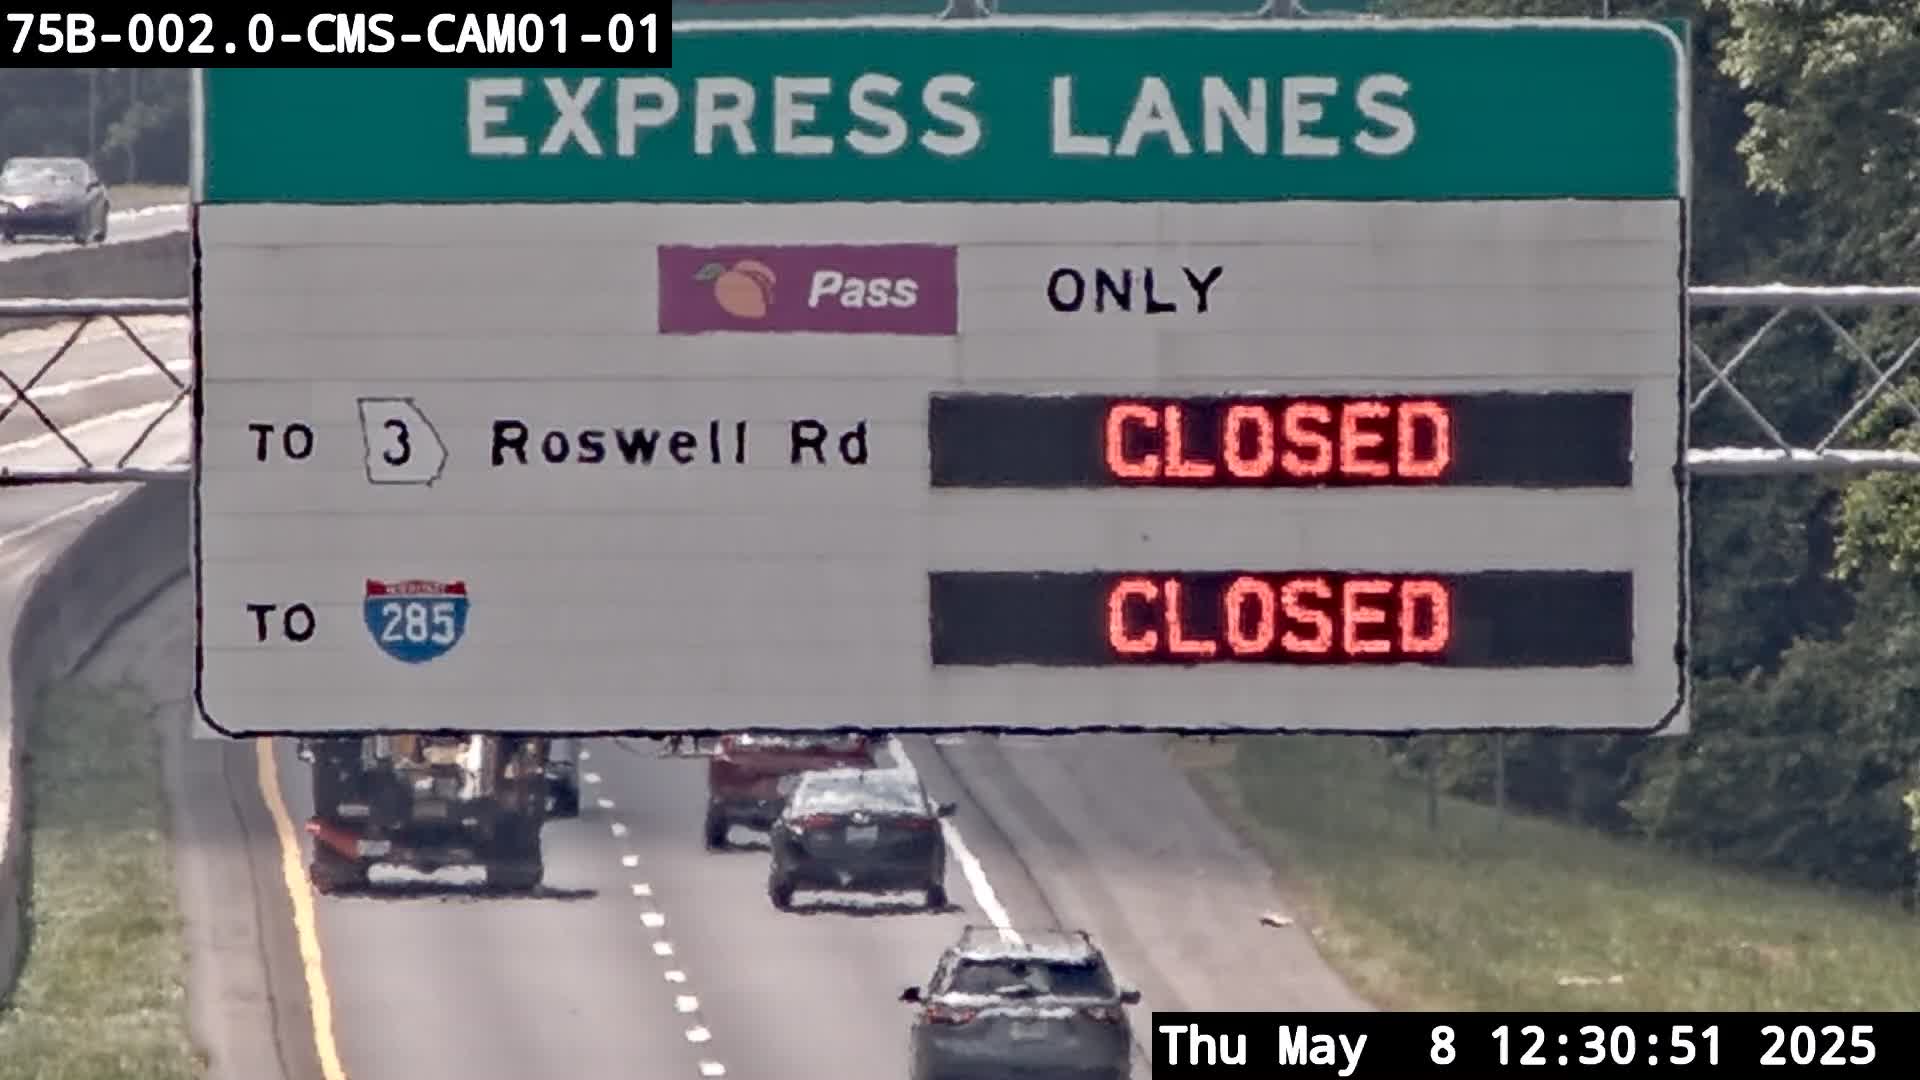 75B-002.0-CMS-CAM01-01
EXPRESS LANES
Pass ONLY
TO 3 Roswell Rd CLOSED
TO 285 CLOSED
Thu May 8 12:30:51 2025